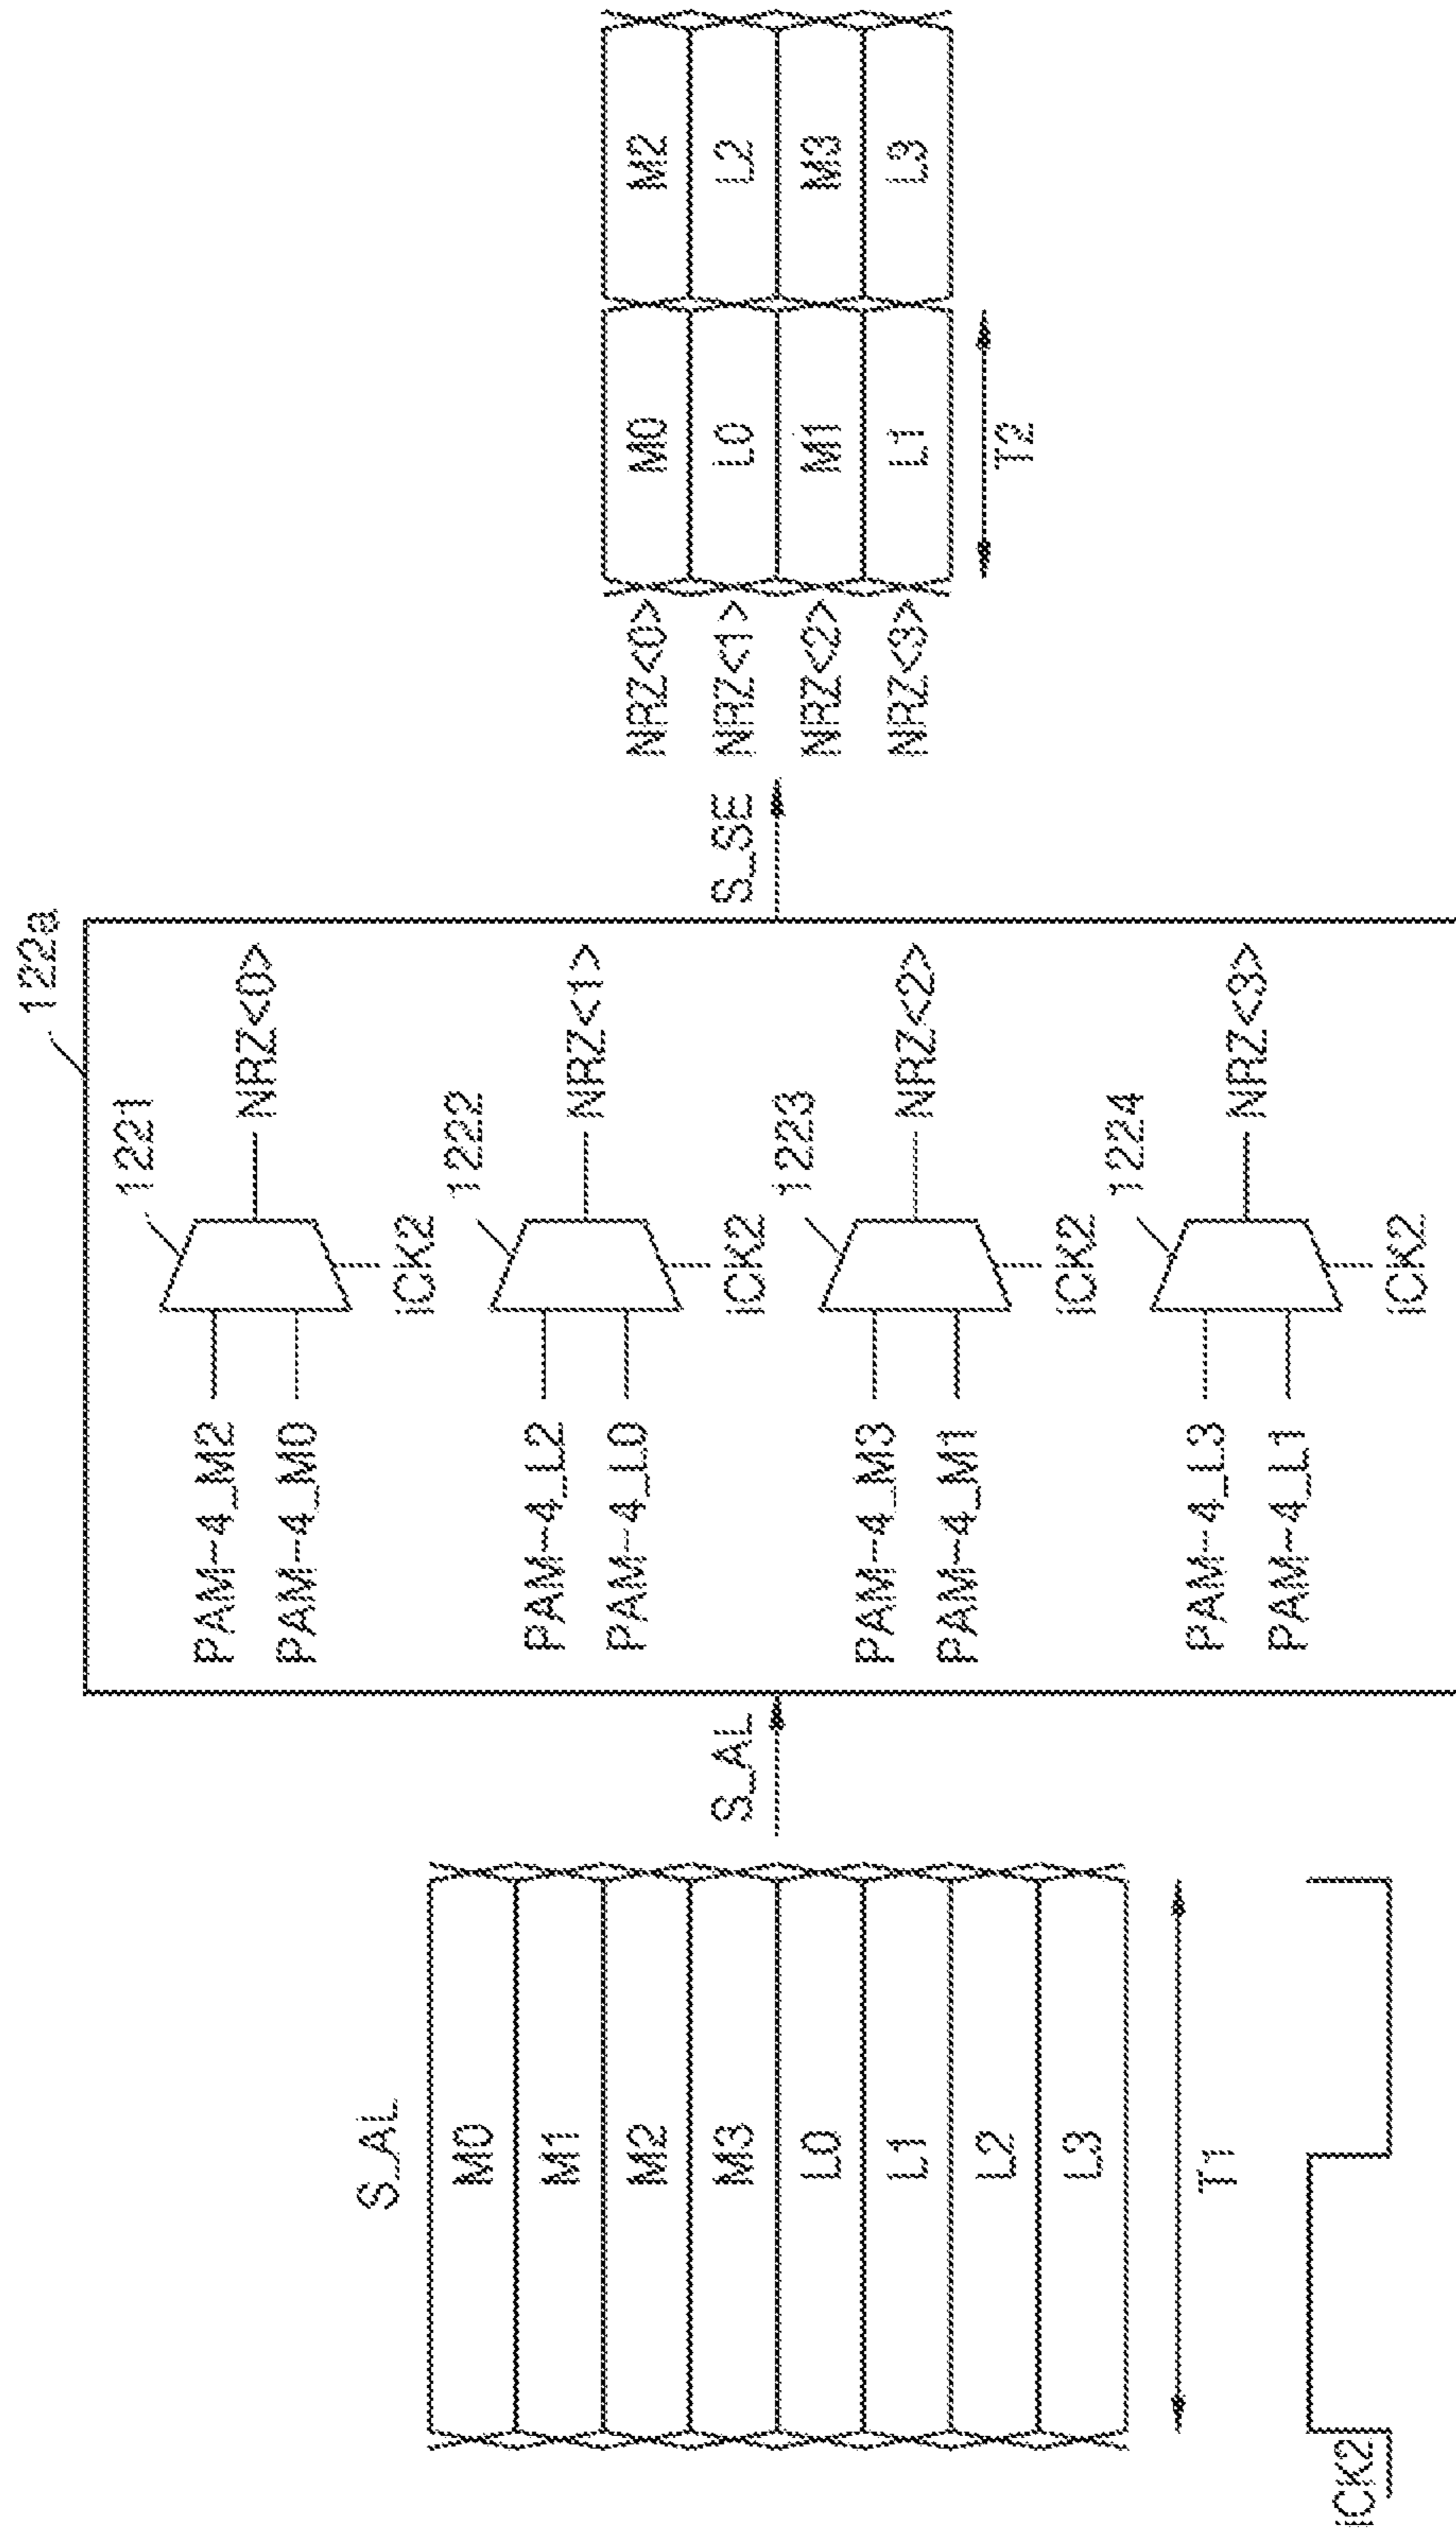 S_AL
M0
M1
M2
M3
L0
L1
L2
L3
T1
iCK2
S_AL
122a
PAM-4_M2
PAM-4_M0
1221
iCK2
NRZ<0>
PAM-4_L2
PAM-4_L0
1222
iCK2
NRZ<1>
PAM-4_M3
PAM-4_M1
1223
iCK2
NRZ<2>
PAM-4_L3
PAM-4_L1
1224
iCK2
NRZ<3>
S_SE
NRZ<0> M0 M2
NRZ<1> L0 L2
NRZ<2> M1 M3
NRZ<3> L1 L3
T2